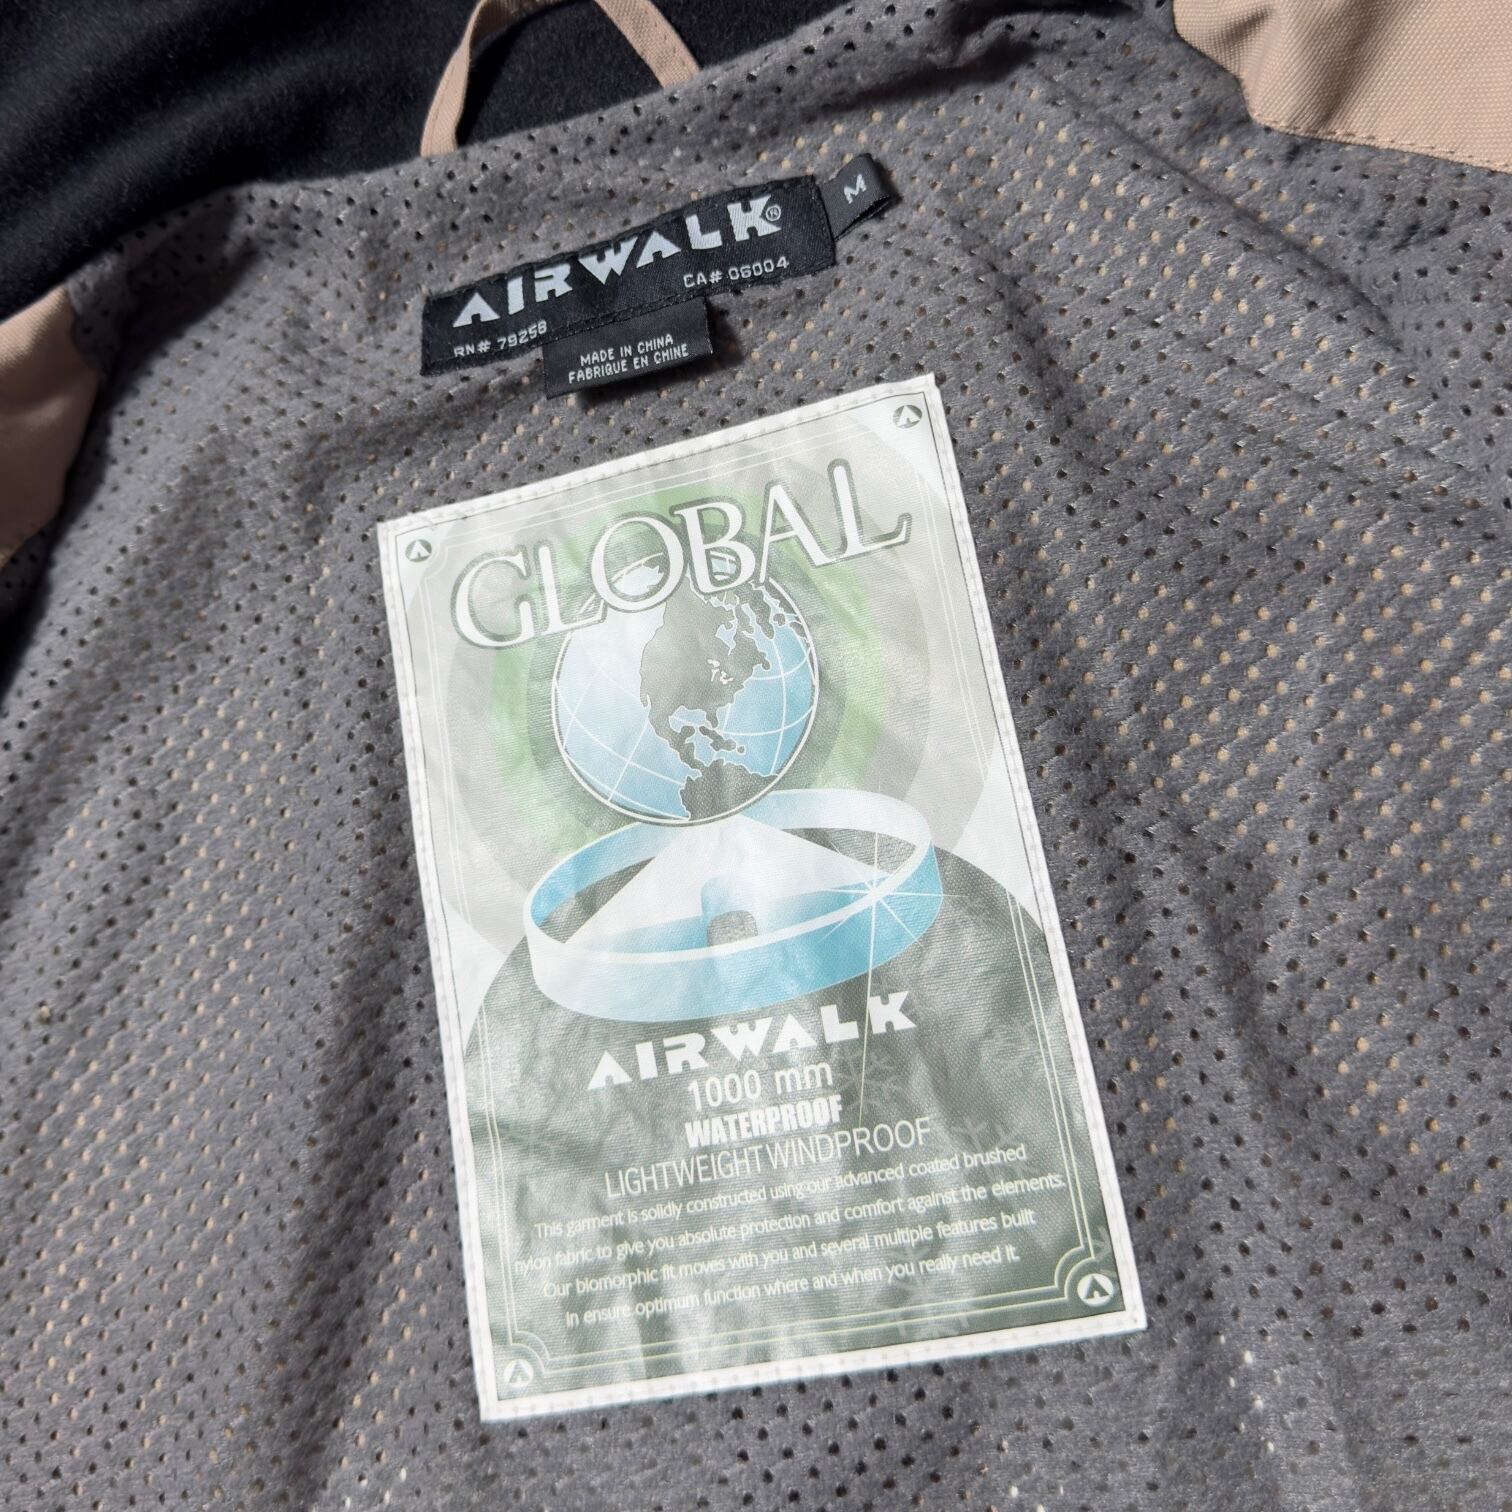 AIRWALK®
M
RN# 79258
CA# 06004
MADE IN CHINA
FABRIQUE EN CHINE
GLOBAL
AIRWALK
1000 mm
WATERPROOF
LIGHTWEIGHT WINDPROOF
This garment is solidly constructed using our advanced coated brushed
nylon fabric to give you absolute protection and comfort against the elements.
Our biomorphic fit moves with you and several multiple features built
in ensure optimum function where and when you really need it.